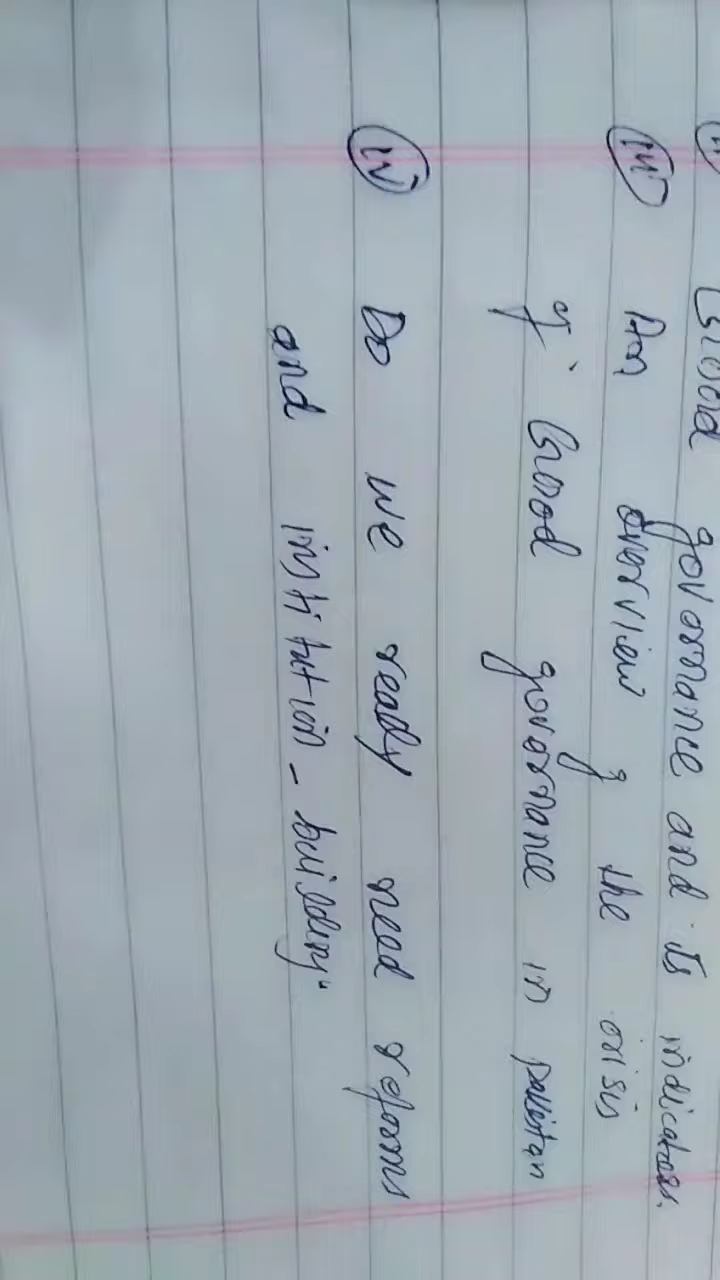 Good governance and its indicators.
(iii) An overview of the crisis
of Good governance in Pakistan
(iv) Do we ready need reforms
and institution - building"